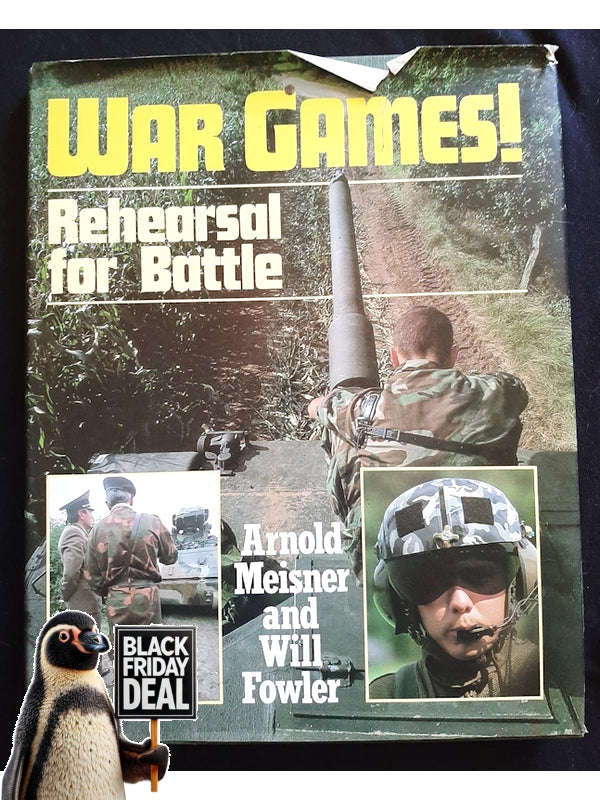 WAR GAMES!
Rehearsal
for Battle
Arnold
Meisner
and
Will
Fowler
BLACK
FRIDAY
DEAL